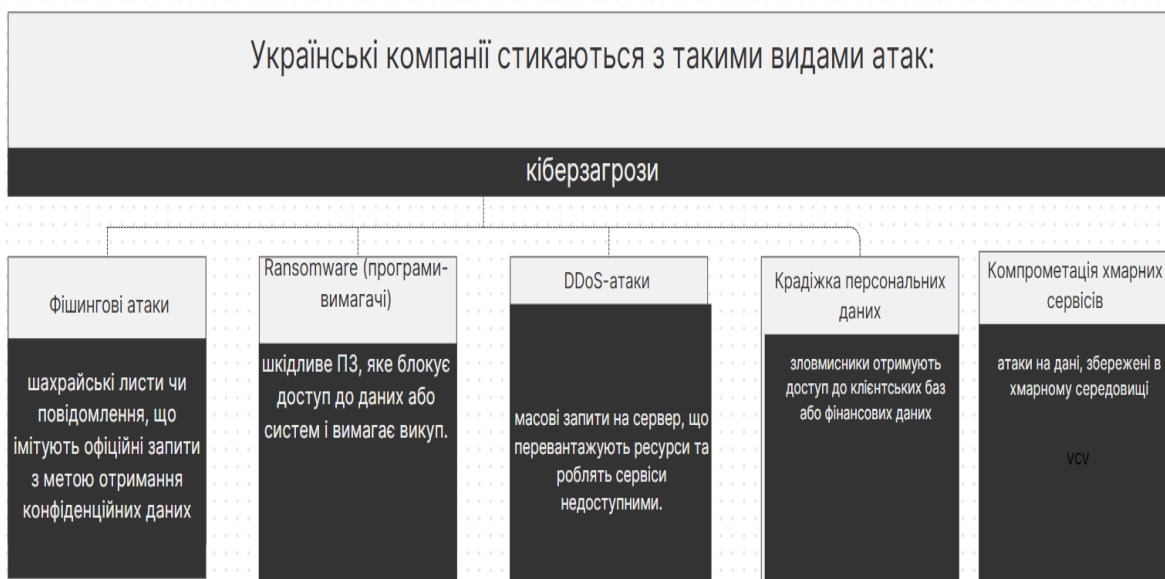 Українські компанії стикаються з такими видами атак:
кіберзагрози
Фішингові атаки
шахрайські листи чи
повідомлення, що
імітують офіційні запити
з метою отримання
конфіденційних даних
Ransomware (програми-
вимагачі)
шкідливе ПЗ, яке блокує
доступ до даних або
систем і вимагає викуп.
DDoS-атаки
масові запити на сервер, що
перевантажують ресурси та
роблять сервіси
недоступними.
Крадіжка персональних
даних
зловмисники отримують
доступ до клієнтських баз
або фінансових даних
Компрометація хмарних
сервісів
атаки на дані, збережені в
хмарному середовищі
vcv